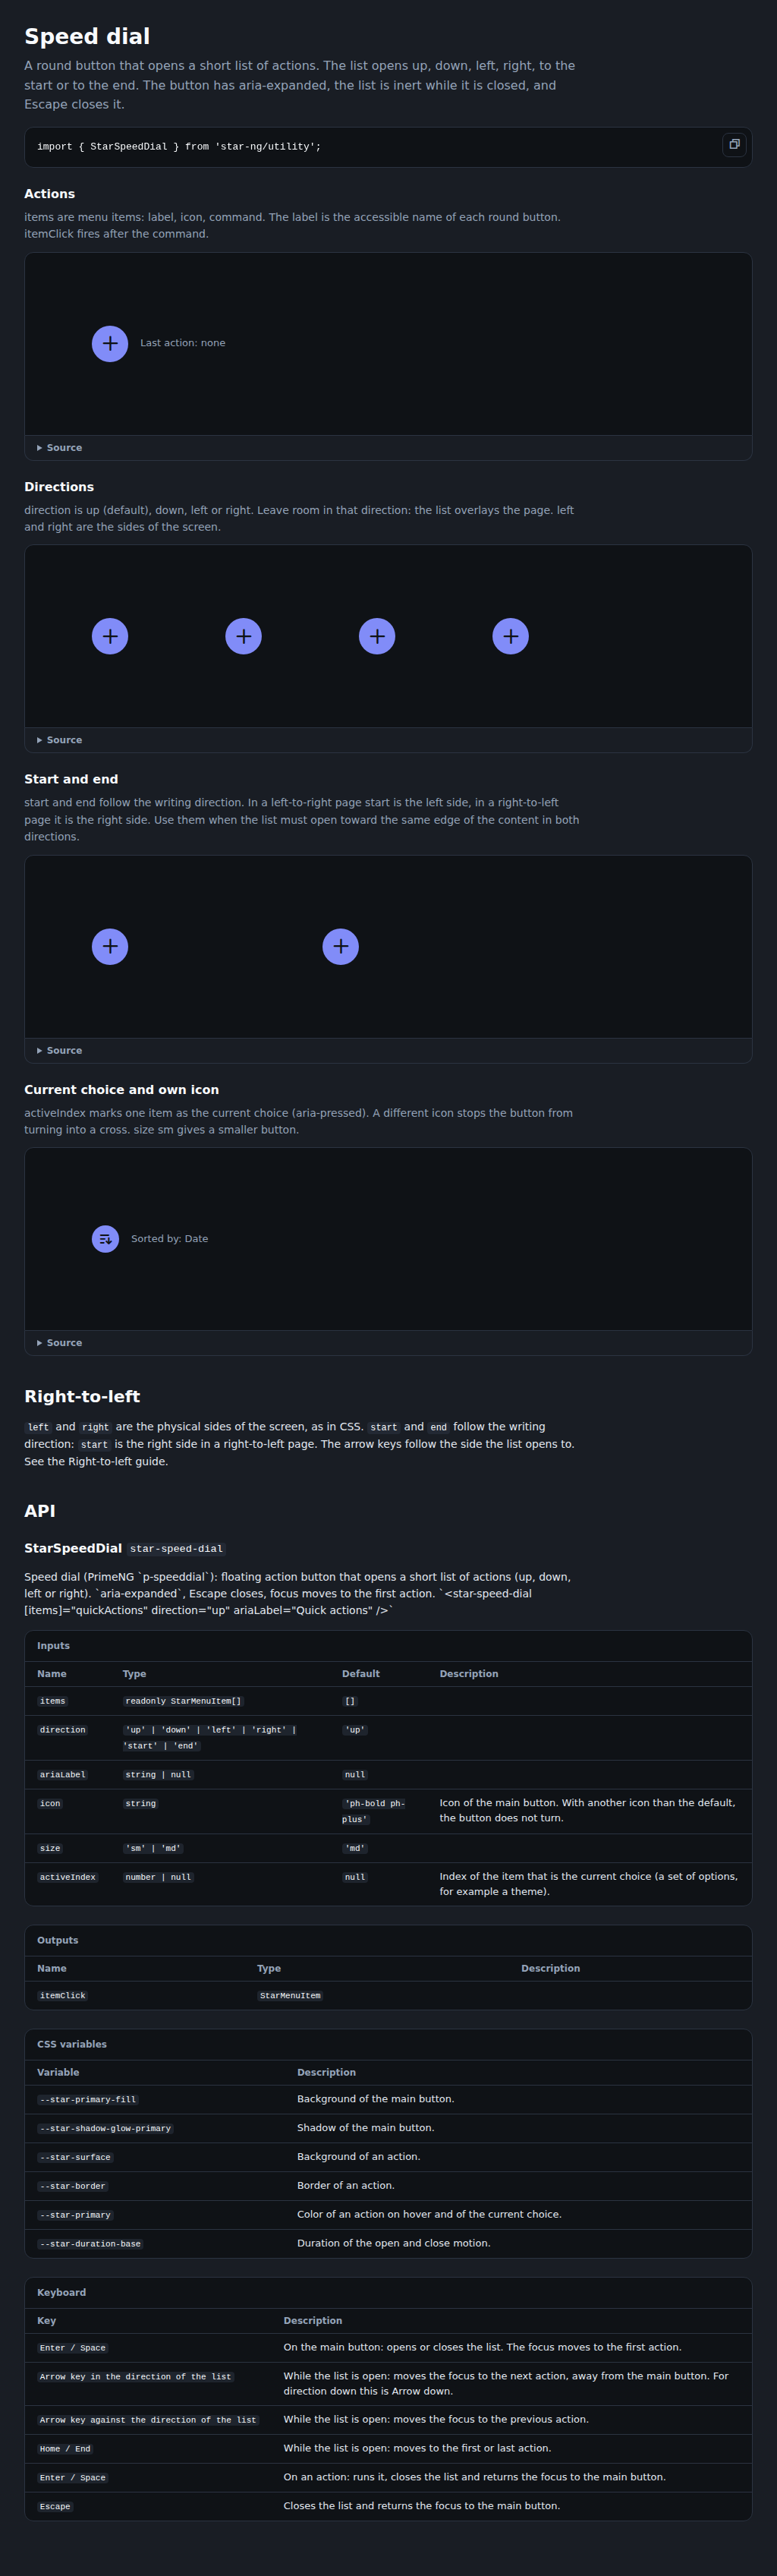 Speed dial
A round button that opens a short list of actions. The list opens up, down, left, right, to the
start or to the end. The button has aria-expanded, the list is inert while it is closed, and
Escape closes it.
import { StarSpeedDial } from 'star-ng/utility';
Actions
items are menu items: label, icon, command. The label is the accessible name of each round button.
itemClick fires after the command.
Last action: none
Source
Directions
direction is up (default), down, left or right. Leave room in that direction: the list overlays the page. left
and right are the sides of the screen.
Source
Start and end
start and end follow the writing direction. In a left-to-right page start is the left side, in a right-to-left
page it is the right side. Use them when the list must open toward the same edge of the content in both
directions.
Source
Current choice and own icon
activeIndex marks one item as the current choice (aria-pressed). A different icon stops the button from
turning into a cross. size sm gives a smaller button.
Sorted by: Date
Source
Right-to-left
left and right are the physical sides of the screen, as in CSS. start and end follow the writing
direction: start is the right side in a right-to-left page. The arrow keys follow the side the list opens to.
See the Right-to-left guide.
API
StarSpeedDial star-speed-dial
Speed dial (PrimeNG `p-speeddial`): floating action button that opens a short list of actions (up, down,
left or right). `aria-expanded`, Escape closes, focus moves to the first action. `<star-speed-dial
[items]="quickActions" direction="up" ariaLabel="Quick actions" />`
Inputs
Name Type Default Description
items readonly StarMenuItem[] []
direction 'up' | 'down' | 'left' | 'right' | 'up'
'start' | 'end'
ariaLabel string | null null
icon string 'ph-bold ph- Icon of the main button. With another icon than the default,
plus' the button does not turn.
size 'sm' | 'md' 'md'
activeIndex number | null null Index of the item that is the current choice (a set of options,
for example a theme).
Outputs
Name Type Description
itemClick StarMenuItem
CSS variables
Variable Description
--star-primary-fill Background of the main button.
--star-shadow-glow-primary Shadow of the main button.
--star-surface Background of an action.
--star-border Border of an action.
--star-primary Color of an action on hover and of the current choice.
--star-duration-base Duration of the open and close motion.
Keyboard
Key Description
Enter / Space On the main button: opens or closes the list. The focus moves to the first action.
Arrow key in the direction of the list While the list is open: moves the focus to the next action, away from the main button. For
direction down this is Arrow down.
Arrow key against the direction of the list While the list is open: moves the focus to the previous action.
Home / End While the list is open: moves to the first or last action.
Enter / Space On an action: runs it, closes the list and returns the focus to the main button.
Escape Closes the list and returns the focus to the main button.